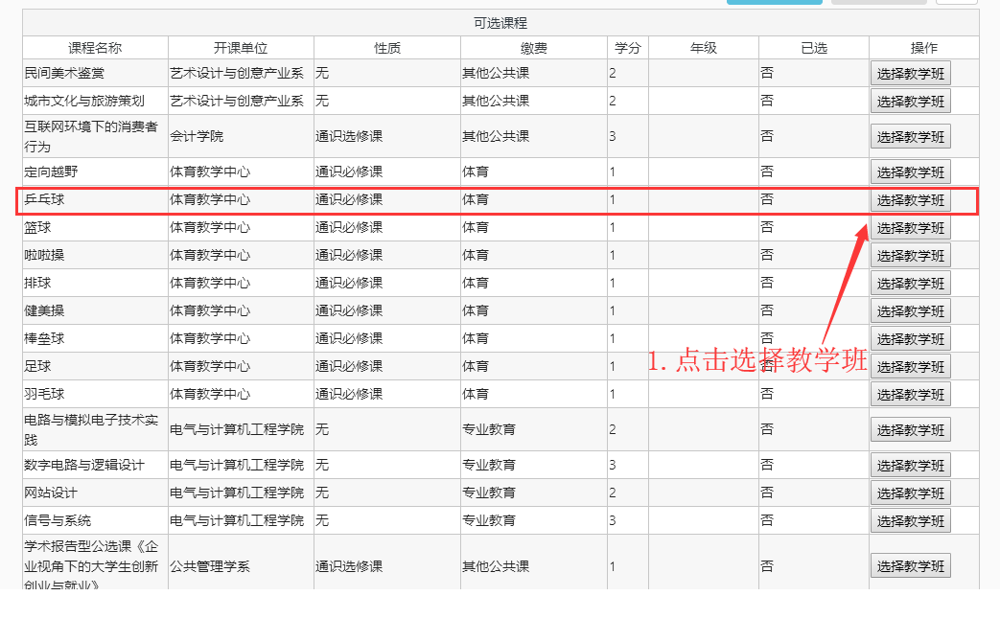 可选课程
课程名称 开课单位 性质 缴费 学分 年级 已选 操作
民间美术鉴赏 艺术设计与创意产业系 无 其他公共课 2 否 选择教学班
城市文化与旅游策划 艺术设计与创意产业系 无 其他公共课 2 否 选择教学班
互联网环境下的消费者
行为 会计学院 通识选修课 其他公共课 3 否 选择教学班
定向越野 体育教学中心 通识必修课 体育 1 否 选择教学班
乒乓球 体育教学中心 通识必修课 体育 1 否 选择教学班
篮球 体育教学中心 通识必修课 体育 1 否 选择教学班
啦啦操 体育教学中心 通识必修课 体育 1 否 选择教学班
排球 体育教学中心 通识必修课 体育 1 否 选择教学班
健美操 体育教学中心 通识必修课 体育 1 否 选择教学班
棒垒球 体育教学中心 通识必修课 体育 1 否 选择教学班
1.点击选择教学班
足球 体育教学中心 通识必修课 体育 1 否 选择教学班
羽毛球 体育教学中心 通识必修课 体育 1 否 选择教学班
电路与模拟电子技术实
践 电气与计算机工程学院 无 专业教育 2 否 选择教学班
数字电路与逻辑设计 电气与计算机工程学院 无 专业教育 3 否 选择教学班
网站设计 电气与计算机工程学院 无 专业教育 2 否 选择教学班
信号与系统 电气与计算机工程学院 无 专业教育 3 否 选择教学班
学术报告型公选课《企
业视角下的大学生创新 公共管理学系 通识选修课 其他公共课 1 否 选择教学班
创业与就业》